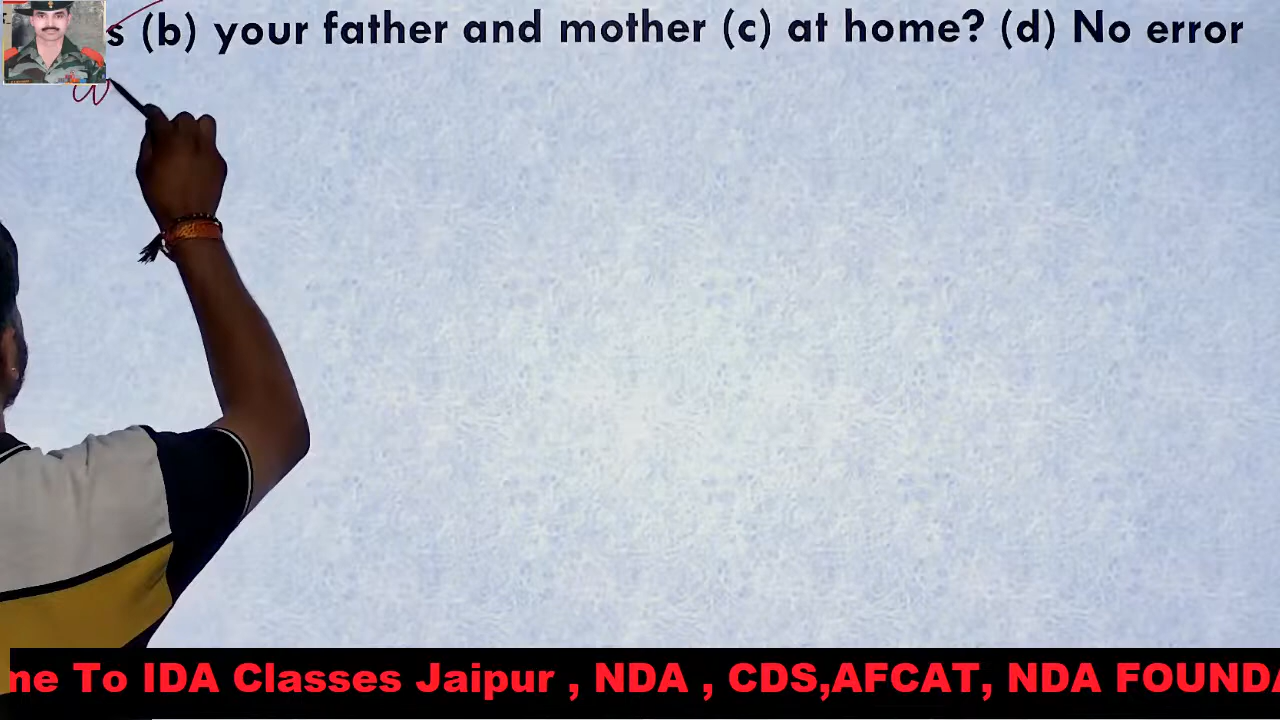 s (b) your father and mother (c) at home? (d) No error
ne To IDA Classes Jaipur , NDA , CDS,AFCAT, NDA FOUNDA